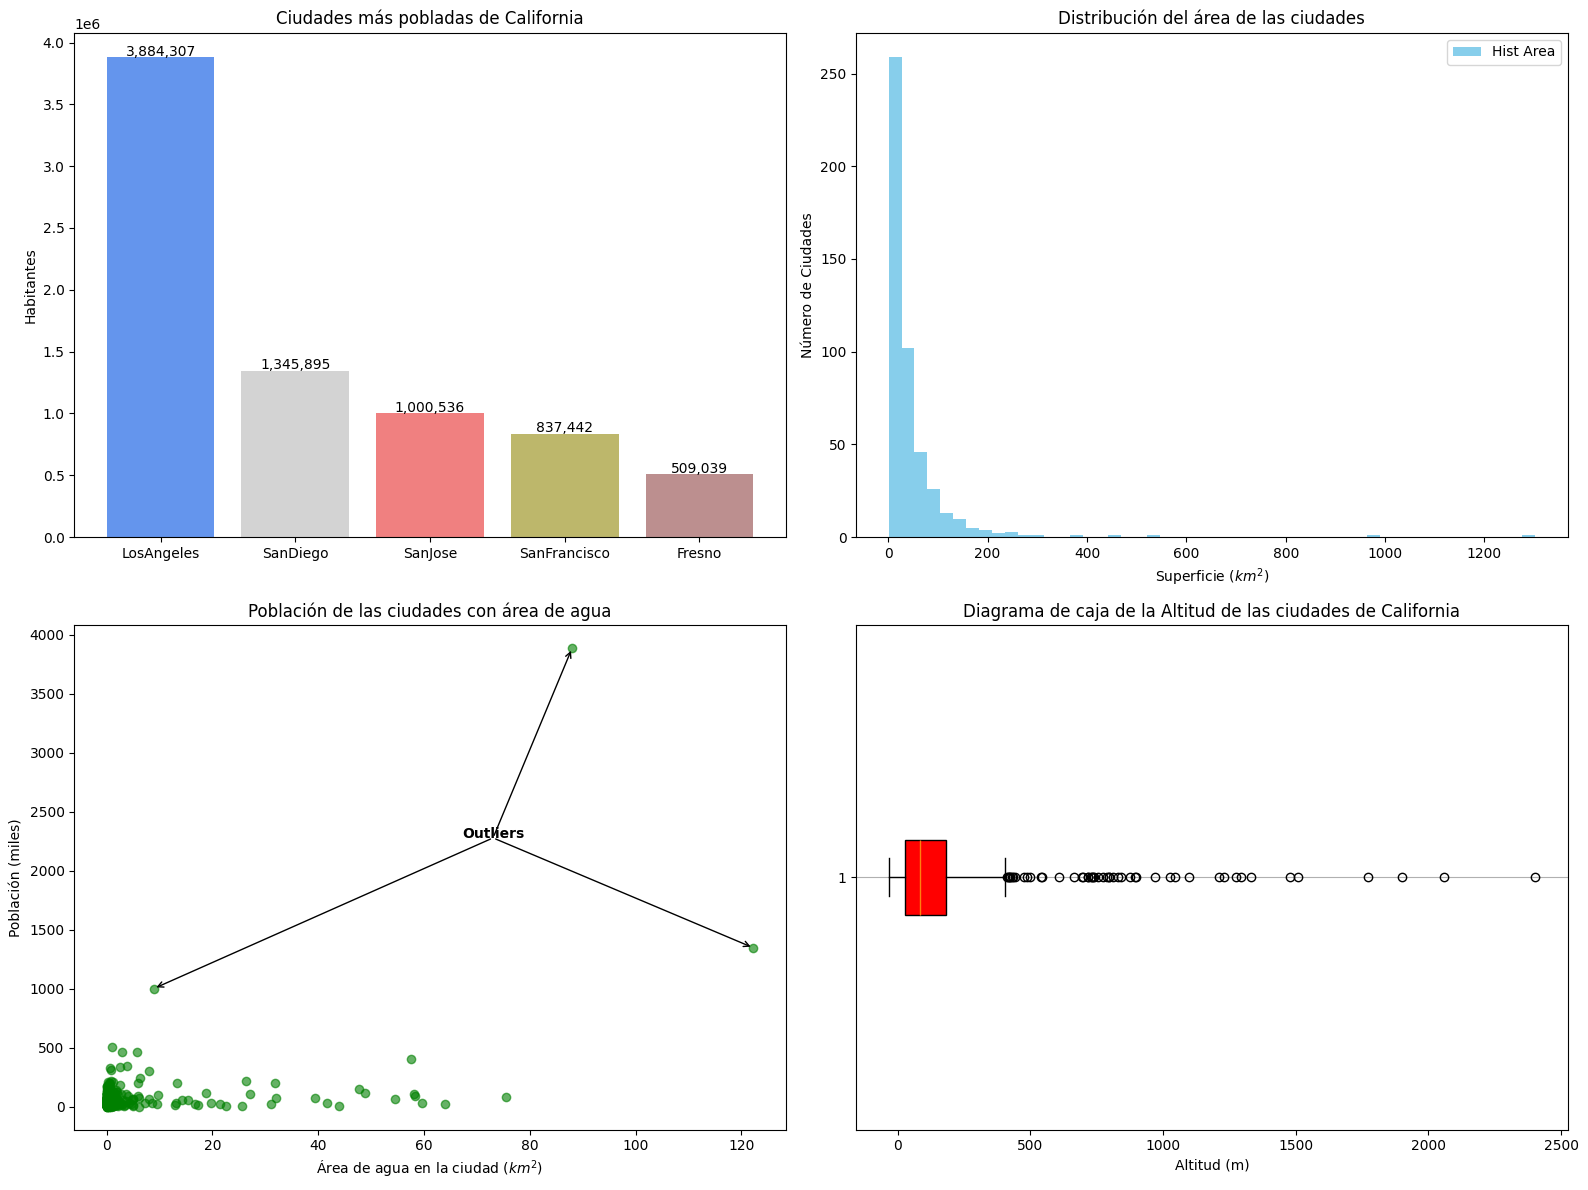 Ciudades más pobladas de California
1e6
4.0
3.5
3.0
2.5
2.0
1.5
1.0
0.5
0.0
Habitantes
3,884,307
1,345,895
1,000,536
837,442
509,039
LosAngeles
SanDiego
SanJose
SanFrancisco
Fresno
Distribución del área de las ciudades
Hist Area
250
200
150
100
50
0
Número de Ciudades
0
200
400
600
800
1000
1200
Superficie (km²)
Población de las ciudades con área de agua
4000
3500
3000
2500
2000
1500
1000
500
0
Población (miles)
Outliers
0
20
40
60
80
100
120
Área de agua en la ciudad (km²)
Diagrama de caja de la Altitud de las ciudades de California
1
0
500
1000
1500
2000
2500
Altitud (m)